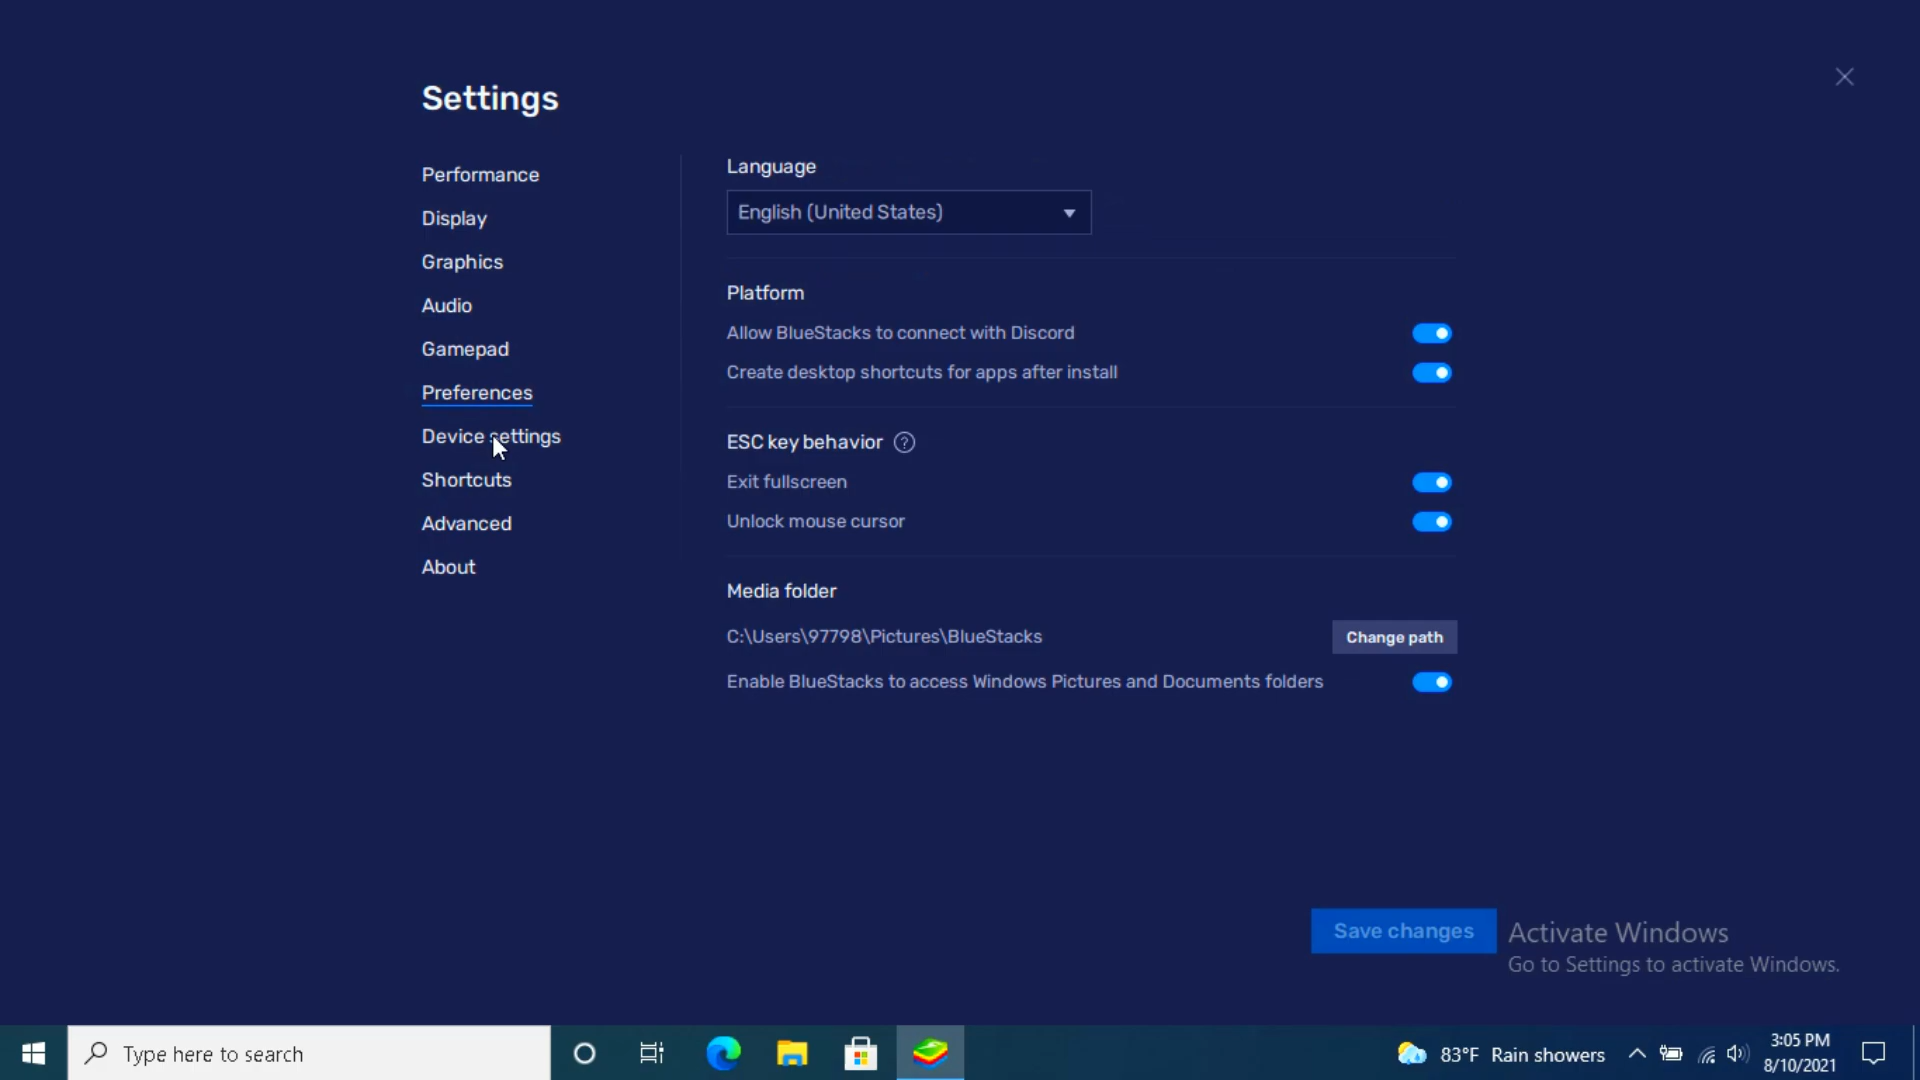 Settings
Performance
Display
Graphics
Audio
Gamepad
Preferences
Device settings
Shortcuts
Advanced
About
Language
English (United States)
Platform
Allow BlueStacks to connect with Discord
Create desktop shortcuts for apps after install
ESC key behavior ?
Exit fullscreen
Unlock mouse cursor
Media folder
C:\Users\97798\Pictures\BlueStacks
Change path
Enable BlueStacks to access Windows Pictures and Documents folders
Save changes
Activate Windows
Go to Settings to activate Windows.
Type here to search
83°F Rain showers
3:05 PM
8/10/2021